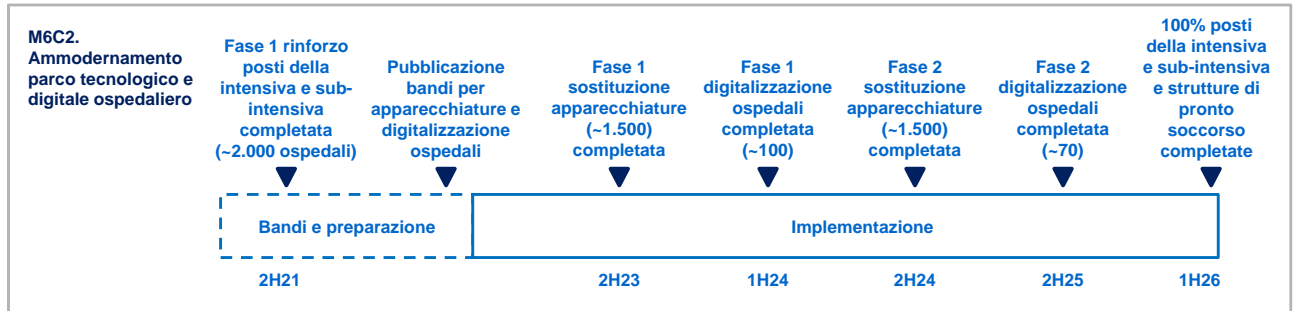 M6C2.
Ammodernamento
parco tecnologico e
digitale ospedaliero
Fase 1 rinforzo
posti della
intensiva e sub-
intensiva
completata
(~2.000 ospedali)
Pubblicazione
bandi per
apparecchiature e
digitalizzazione
ospedali
Fase 1
sostituzione
apparecchiature
(~1.500)
completata
Fase 1
digitalizzazione
ospedali
completata
(~100)
Fase 2
sostituzione
apparecchiature
(~1.500)
completata
Fase 2
digitalizzazione
ospedali
completata
(~70)
100% posti
della intensiva
e sub-intensiva
e strutture di
pronto
soccorso
completate
Bandi e preparazione
Implementazione
2H21
2H23
1H24
2H24
2H25
1H26